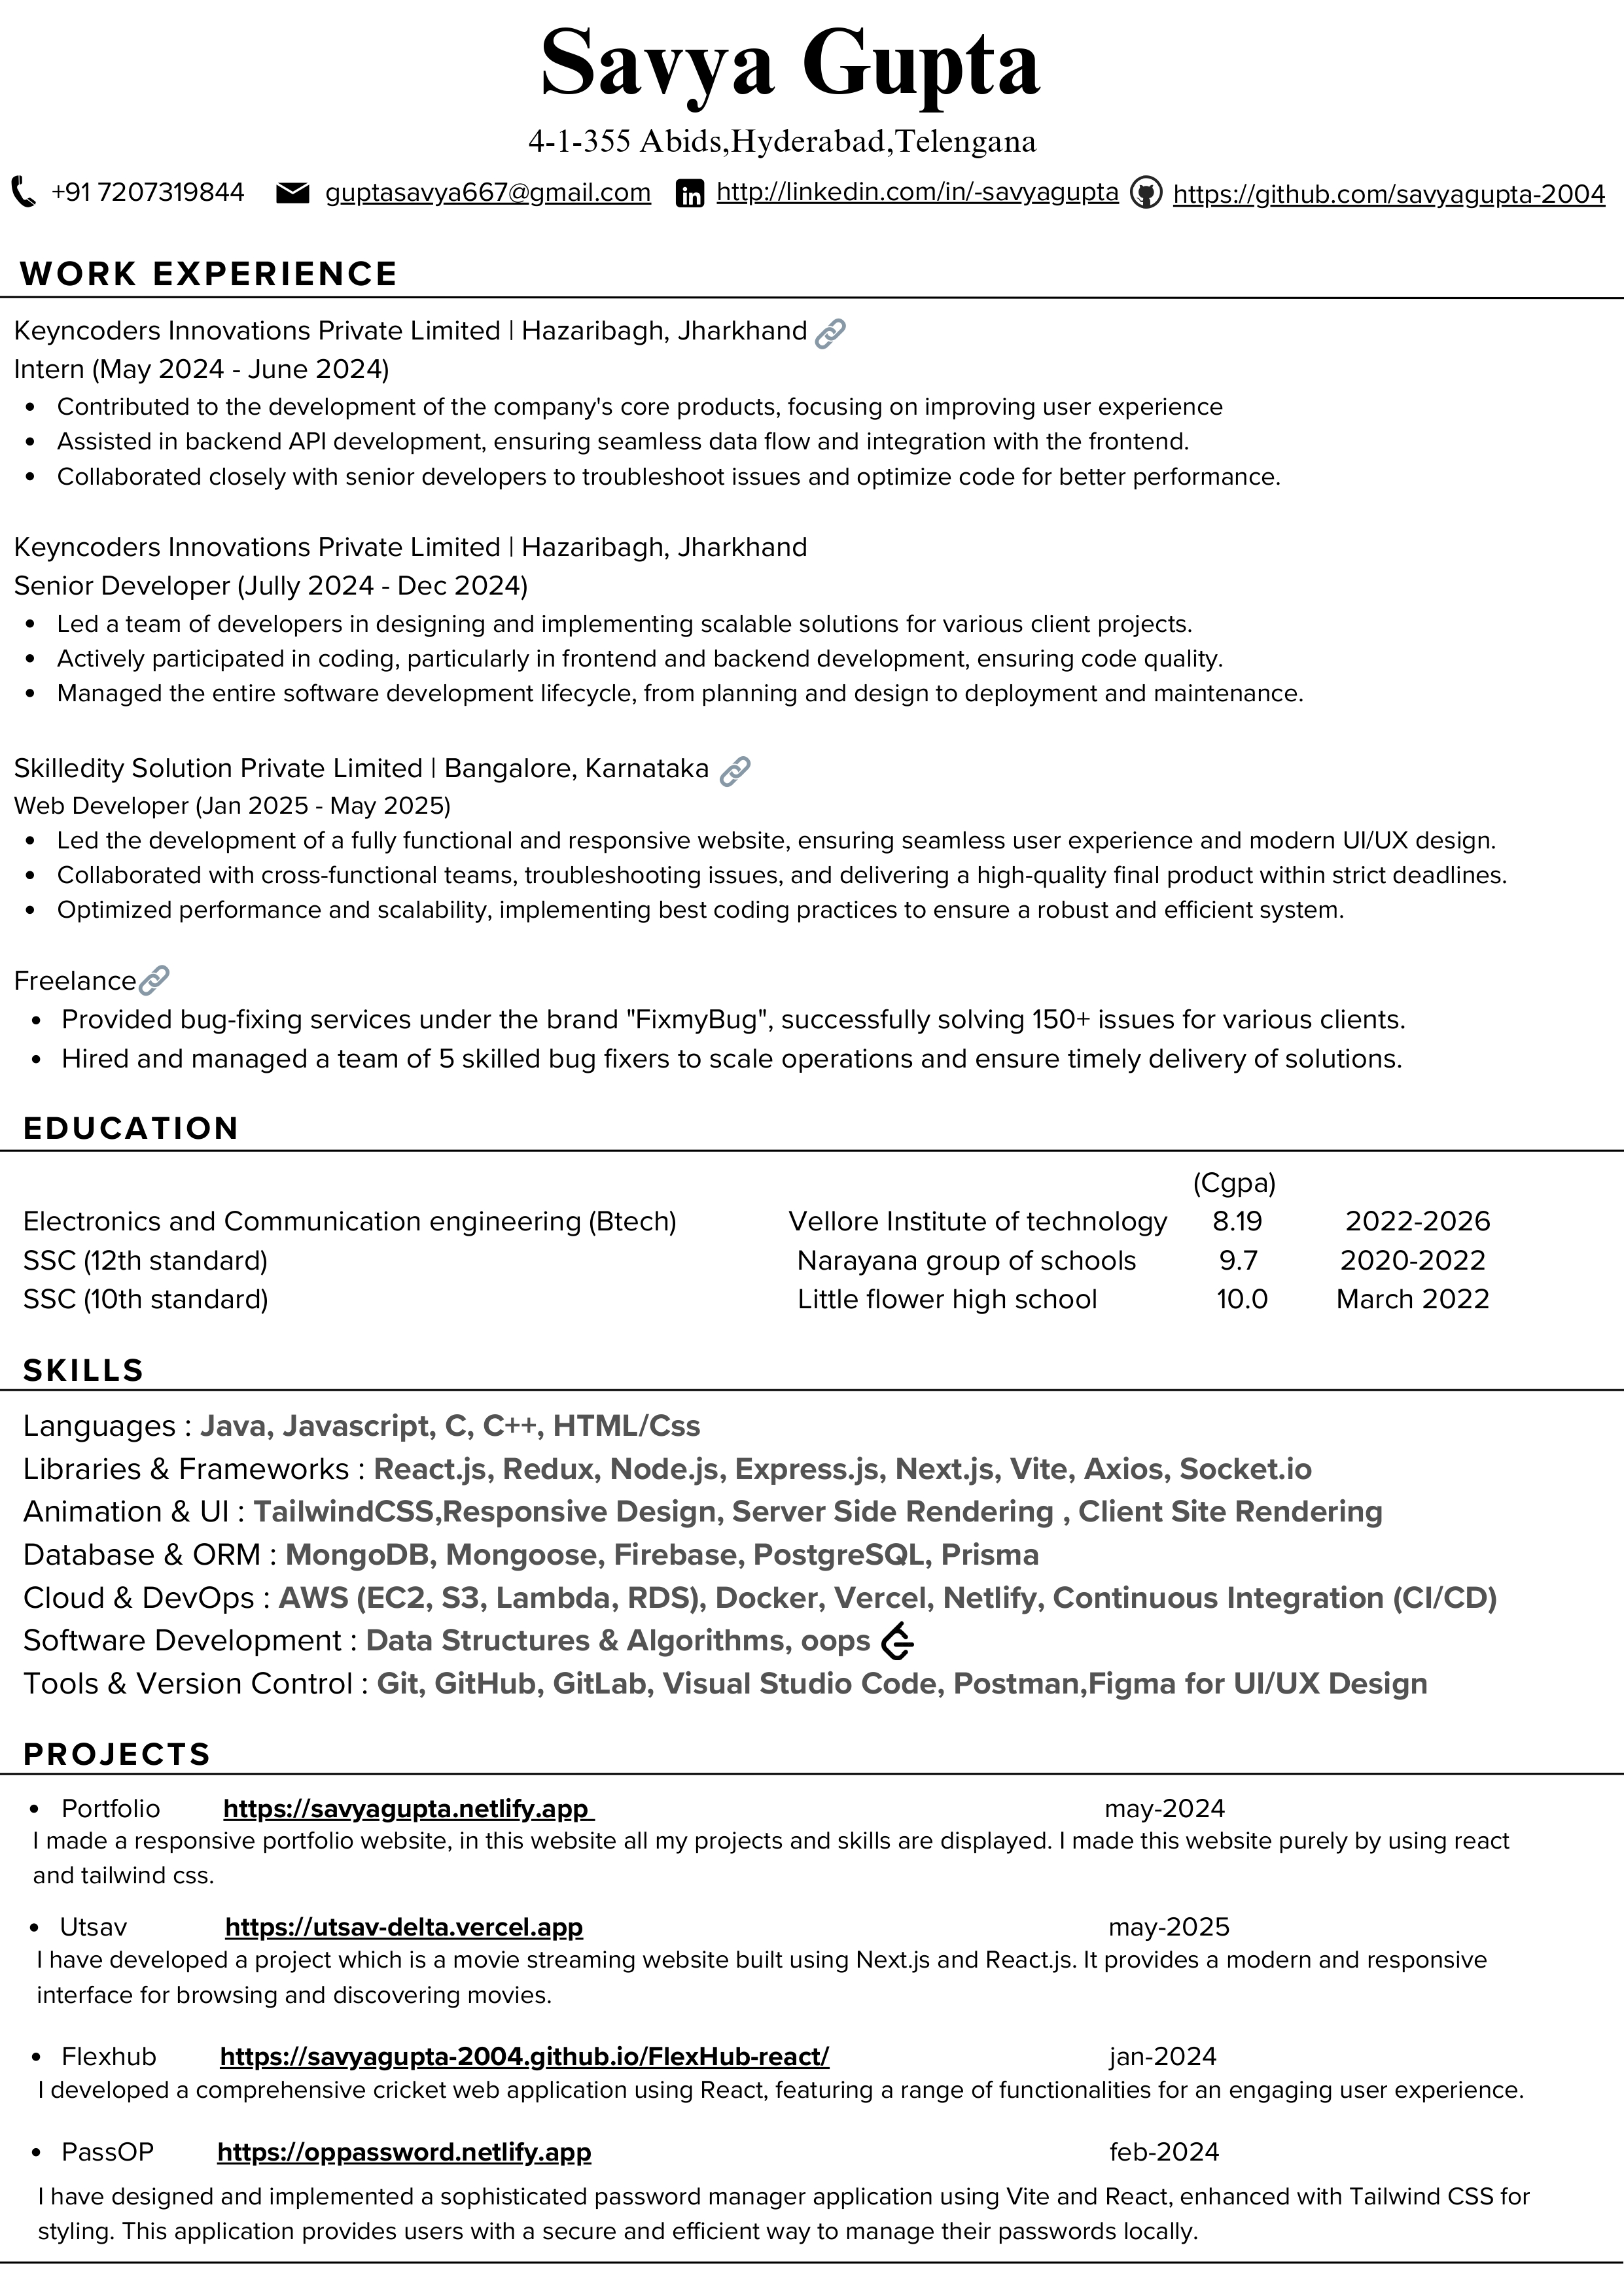 Savya Gupta
4-1-355 Abids,Hyderabad,Telengana
+91 7207319844 guptasavya667@gmail.com http://linkedin.com/in/-savyagupta https://github.com/savyagupta-2004
WORK EXPERIENCE
Keyncoders Innovations Private Limited | Hazaribagh, Jharkhand
Intern (May 2024 - June 2024)
• Contributed to the development of the company's core products, focusing on improving user experience
• Assisted in backend API development, ensuring seamless data flow and integration with the frontend.
• Collaborated closely with senior developers to troubleshoot issues and optimize code for better performance.
Keyncoders Innovations Private Limited | Hazaribagh, Jharkhand
Senior Developer (Jully 2024 - Dec 2024)
• Led a team of developers in designing and implementing scalable solutions for various client projects.
• Actively participated in coding, particularly in frontend and backend development, ensuring code quality.
• Managed the entire software development lifecycle, from planning and design to deployment and maintenance.
Skilledity Solution Private Limited | Bangalore, Karnataka
Web Developer (Jan 2025 - May 2025)
• Led the development of a fully functional and responsive website, ensuring seamless user experience and modern UI/UX design.
• Collaborated with cross-functional teams, troubleshooting issues, and delivering a high-quality final product within strict deadlines.
• Optimized performance and scalability, implementing best coding practices to ensure a robust and efficient system.
Freelance
• Provided bug-fixing services under the brand "FixmyBug", successfully solving 150+ issues for various clients.
• Hired and managed a team of 5 skilled bug fixers to scale operations and ensure timely delivery of solutions.
EDUCATION
(Cgpa)
Electronics and Communication engineering (Btech) Vellore Institute of technology 8.19 2022-2026
SSC (12th standard) Narayana group of schools 9.7 2020-2022
SSC (10th standard) Little flower high school 10.0 March 2022
SKILLS
Languages : Java, Javascript, C, C++, HTML/Css
Libraries & Frameworks : React.js, Redux, Node.js, Express.js, Next.js, Vite, Axios, Socket.io
Animation & UI : TailwindCSS,Responsive Design, Server Side Rendering , Client Site Rendering
Database & ORM : MongoDB, Mongoose, Firebase, PostgreSQL, Prisma
Cloud & DevOps : AWS (EC2, S3, Lambda, RDS), Docker, Vercel, Netlify, Continuous Integration (CI/CD)
Software Development : Data Structures & Algorithms, oops
Tools & Version Control : Git, GitHub, GitLab, Visual Studio Code, Postman,Figma for UI/UX Design
PROJECTS
• Portfolio https://savyagupta.netlify.app may-2024
I made a responsive portfolio website, in this website all my projects and skills are displayed. I made this website purely by using react
and tailwind css.
• Utsav https://utsav-delta.vercel.app may-2025
I have developed a project which is a movie streaming website built using Next.js and React.js. It provides a modern and responsive
interface for browsing and discovering movies.
• Flexhub https://savyagupta-2004.github.io/FlexHub-react/ jan-2024
I developed a comprehensive cricket web application using React, featuring a range of functionalities for an engaging user experience.
• PassOP https://oppassword.netlify.app feb-2024
I have designed and implemented a sophisticated password manager application using Vite and React, enhanced with Tailwind CSS for
styling. This application provides users with a secure and efficient way to manage their passwords locally.